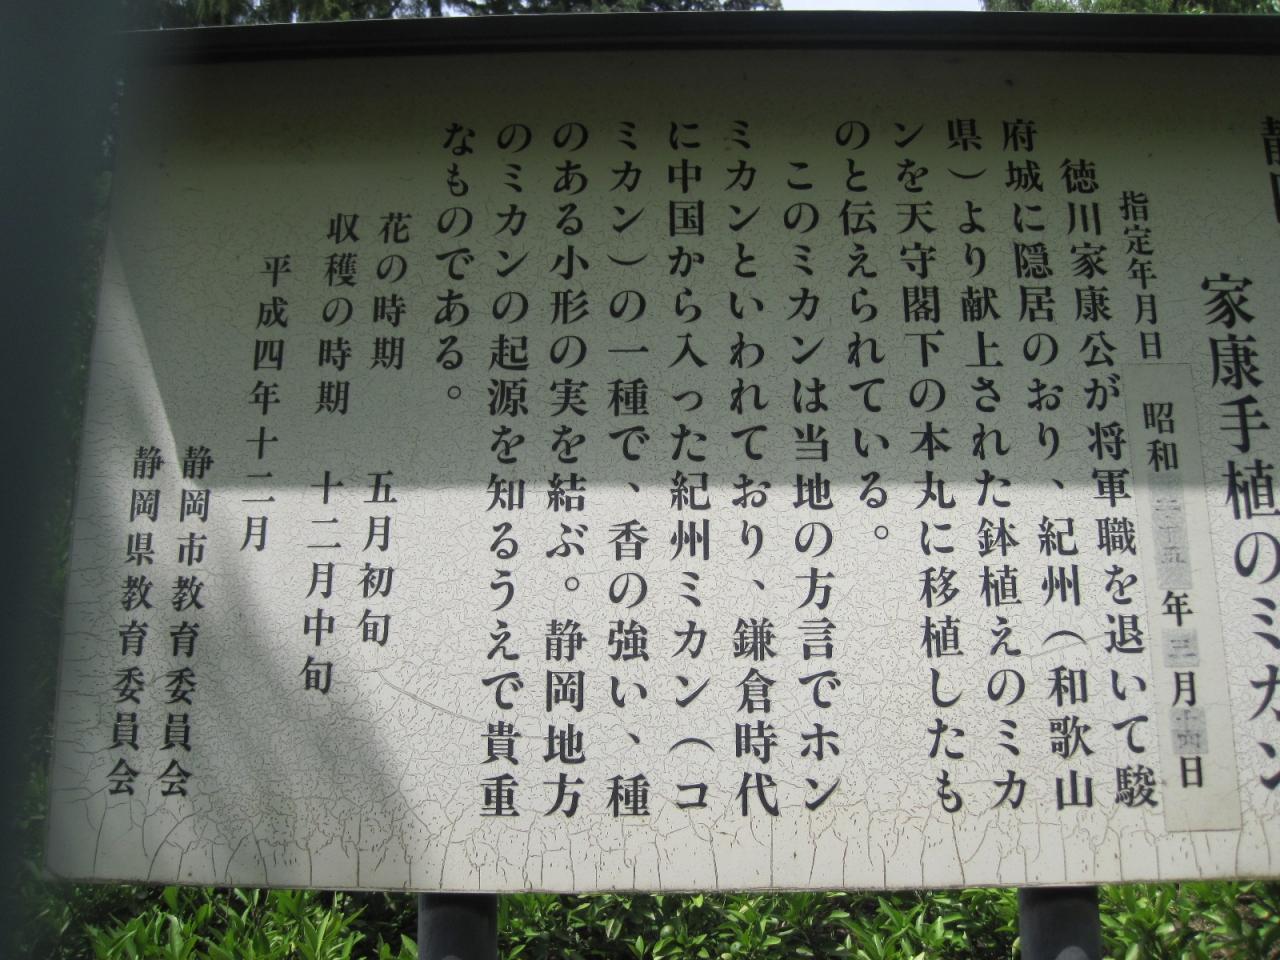 静岡
家康手植のミカン
指定年月日 昭和 年三月 日
徳川家康公が将軍職を退いて駿
府城に隠居のおり、紀州（和歌山
県）より献上された鉢植えのミカ
ンを天守閣下の本丸に移植したも
のと伝えられている。
このミカンは当地の方言でホン
ミカンといわれており、鎌倉時代
に中国から入った紀州ミカン（コ
ミカン）の一種で、香の強い、種
のある小形の実を結ぶ。静岡地方
のミカンの起源を知るうえで貴重
なものである。
花の時期 五月初旬
収穫の時期 十二月中旬
平成四年十二月
静岡市教育委員会
静岡県教育委員会